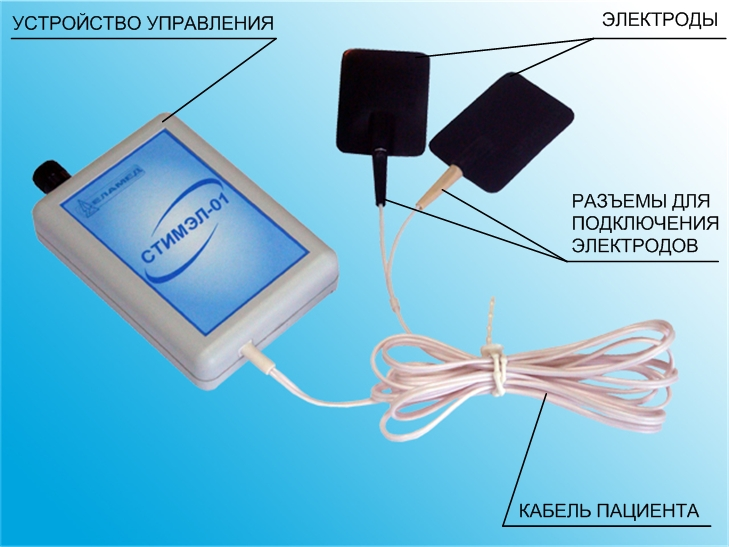 УСТРОЙСТВО УПРАВЛЕНИЯ
ЭЛЕКТРОДЫ
ЕЛАМЕД
СТИМЭЛ-01
РАЗЪЕМЫ ДЛЯ
ПОДКЛЮЧЕНИЯ
ЭЛЕКТРОДОВ
КАБЕЛЬ ПАЦИЕНТА